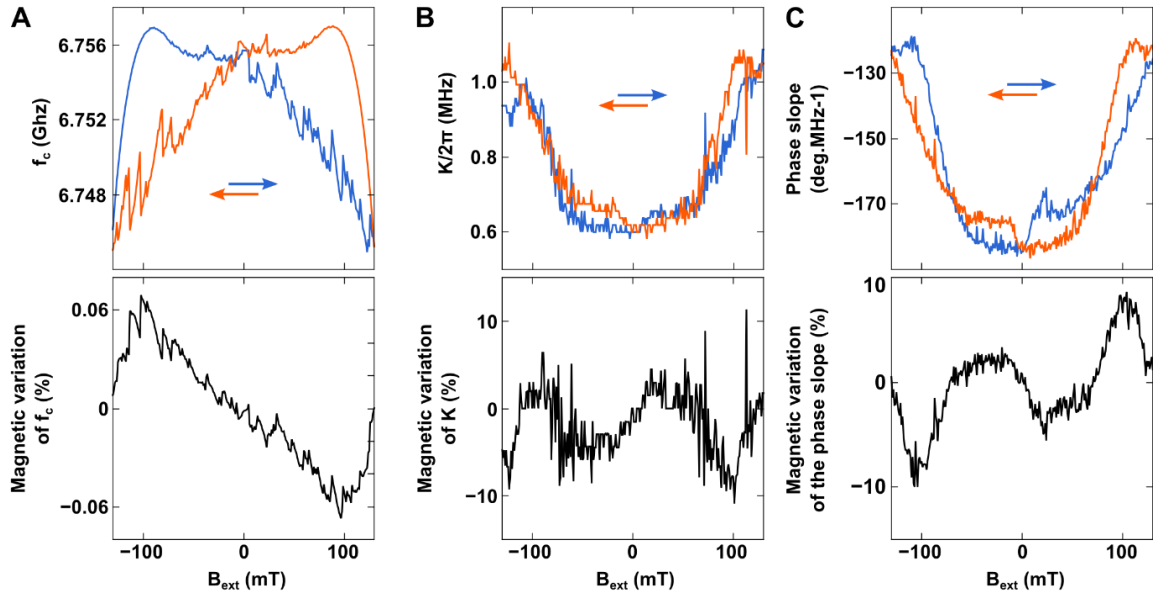 A
6.756
6.752
6.748
f_c (Ghz)
0.06
0
−0.06
Magnetic variation
of f_c (%)
−100
0
100
B_ext (mT)
B
1.0
0.8
0.6
K/2π (MHz)
10
0
−10
Magnetic variation
of K (%)
−100
0
100
B_ext (mT)
C
−130
−150
−170
Phase slope
(deg.MHz-1)
10
0
−10
Magnetic variation
of the phase slope (%)
−100
0
100
B_ext (mT)